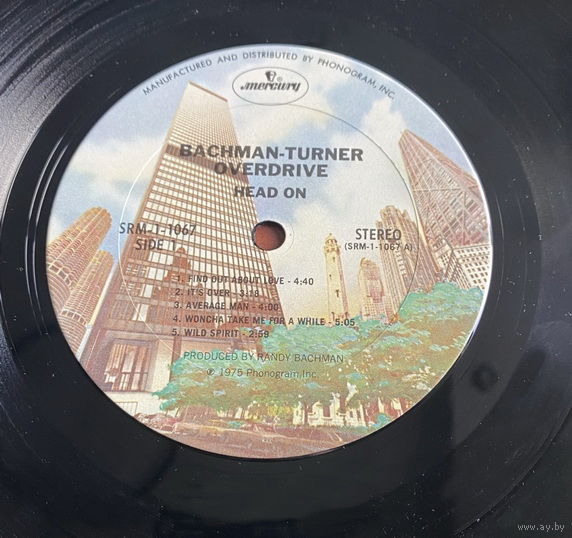 MANUFACTURED AND DISTRIBUTED BY PHONOGRAM, INC.
mercury ®
BACHMAN-TURNER
OVERDRIVE
HEAD ON
SRM-1-1067
SIDE 1
STEREO
(SRM-1-1067 A)
1. FIND OUT ABOUT LOVE - 4:40
2. IT'S OVER -
3. AVERAGE MAN - 4:00
4. WONCHA TAKE ME FOR A WHILE - 5:05
5. WILD SPIRIT - 2:59
PRODUCED BY RANDY BACHMAN
℗ 1975 Phonogram Inc.
www.ay.by